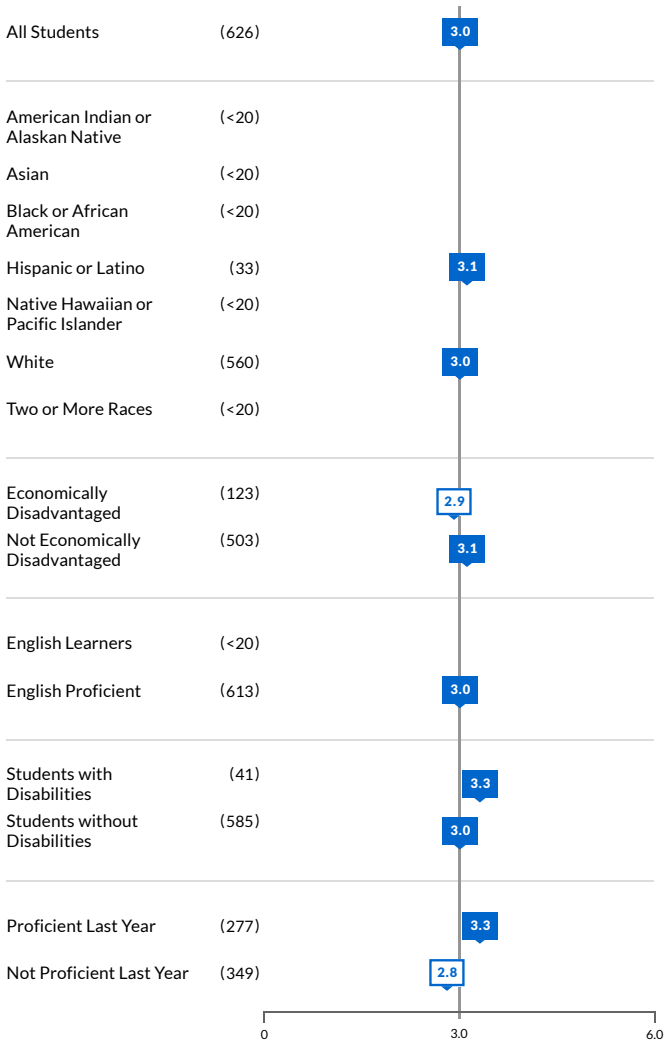 All Students (626) 3.0
American Indian or (<20)
Alaskan Native
Asian (<20)
Black or African (<20)
American
Hispanic or Latino (33) 3.1
Native Hawaiian or (<20)
Pacific Islander
White (560) 3.0
Two or More Races (<20)
Economically (123) 2.9
Disadvantaged
Not Economically (503) 3.1
Disadvantaged
English Learners (<20)
English Proficient (613) 3.0
Students with (41) 3.3
Disabilities
Students without (585) 3.0
Disabilities
Proficient Last Year (277) 3.3
Not Proficient Last Year (349) 2.8
0 3.0 6.0